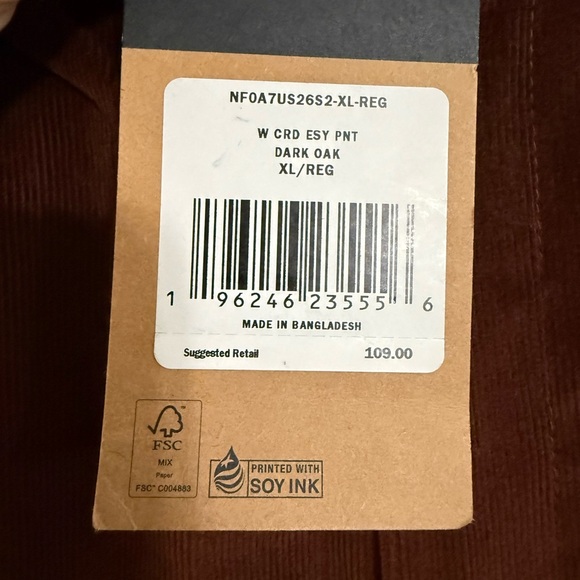 NF0A7US26S2-XL-REG
W CRD ESY PNT
DARK OAK
XL/REG
1 96246 23555 6
MADE IN BANGLADESH
Suggested Retail 109.00
FSC
MIX
Paper
FSC™ C004883
PRINTED WITH
SOY INK